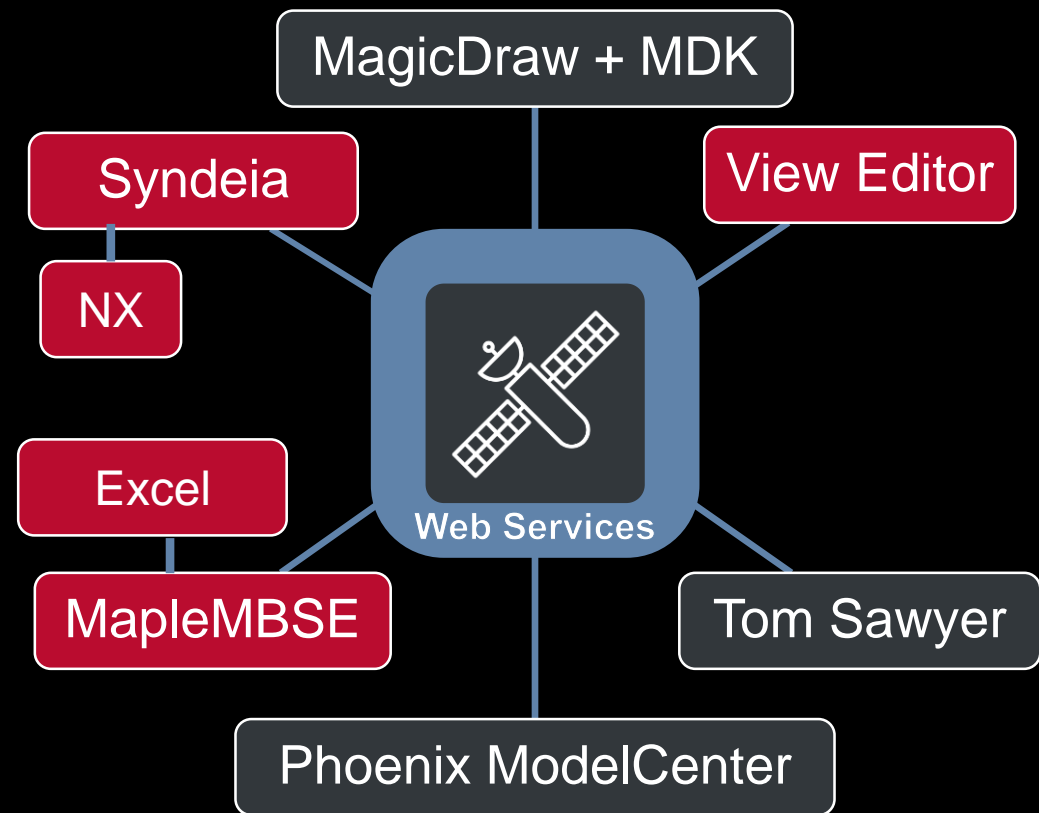 MagicDraw + MDK
Syndeia
View Editor
NX
Web Services
Excel
MapleMBSE
Tom Sawyer
Phoenix ModelCenter